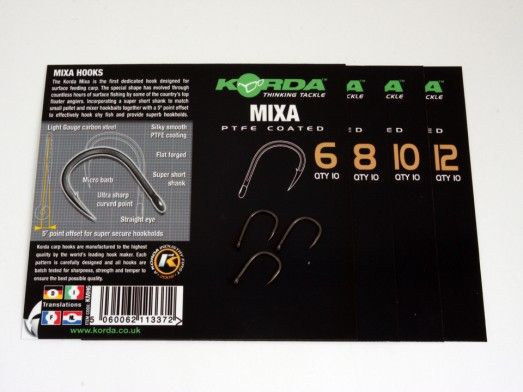 MIXA HOOKS
The Korda Mixa is the first dedicated hook designed for
surface feeding carp. The special shape has evolved through
countless hours of surface fishing by some of the country's top
floater anglers. Incorporating a super short shank to match
small pellet and mixer hookbaits together with a 5° point offset
to effectively hook shy fish and provide superb hookholds.
Light Gauge carbon steel
Silky smooth
PTFE coating
Flat forged
Micro barb
Super short
shank
Ultra sharp
curved point
Straight eye
5° point offset for super secure hookholds
Korda carp hooks are manufactured to the highest
quality by the world's leading hook maker. Each
pattern is carefully designed and all hooks are
batch tested for sharpness, strength and temper to
ensure the best possible quality.
D I
Translations
F NL
www.korda.co.uk
5 060062 113372 >
KORDA
THINKING TACKLE
MIXA
PTFE COATED
6
QTY 10
A
CKLE
E D
8
QTY 10
A
CKLE
E D
10
QTY 10
A
CKLE
E D
12
QTY 10